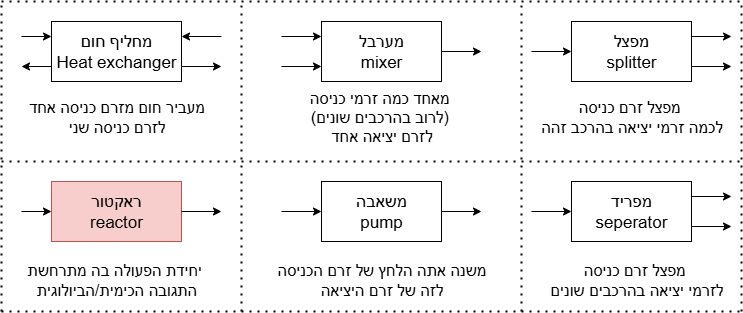 מחליף חום
Heat exchanger
מעביר חום מזרם כניסה אחד
לזרם כניסה שני
מערבל
mixer
מאחד כמה זרמי כניסה
(לרוב בהרכבים שונים)
לזרם יציאה אחד
מפצל
splitter
מפצל זרם כניסה
לכמה זרמי יציאה בהרכב זהה
ראקטור
reactor
יחידת הפעולה בה מתרחשת
התגובה הכימית/הביולוגית
משאבה
pump
משנה אתה הלחץ של זרם הכניסה
לזה של זרם היציאה
מפריד
seperator
מפצל זרם כניסה
לזרמי יציאה בהרכבים שונים